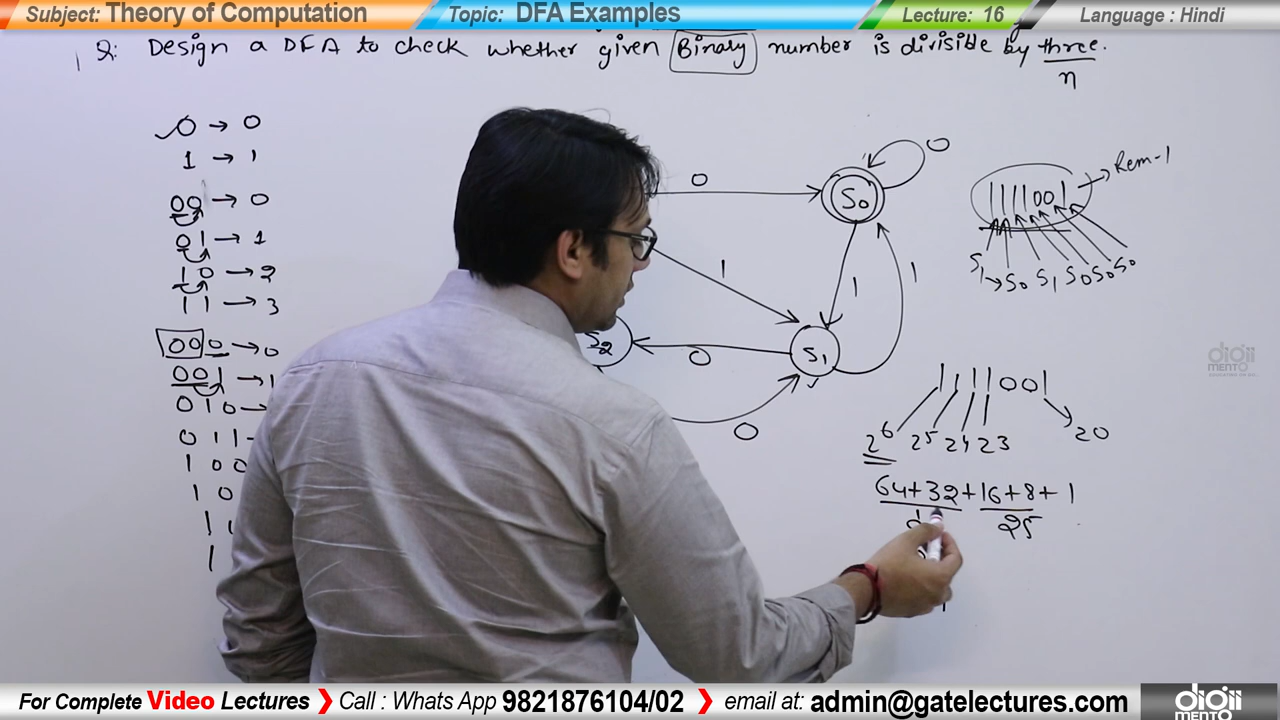 Subject: Theory of Computation
Topic: DFA Examples
Lecture: 16
Language : Hindi
Q: Design a DFA to check whether given Binary number is divisible by three.
n
0 → 0
1 → 1
00 → 0
01 → 1
10 → 2
11 → 3
000 → 0
001 → 1
010 →
011
100
10
1
1
0
S0
0
1
1
1
S2
0
S1
0
1111001 → Rem-1
S1 → S0 S1 S0 S0 S0
1111001
2^6 2^5 2^4 2^3 2^0
64+32+16+8+1
25
digii
MENTO
For Complete Video Lectures ❯ Call : Whats App 9821876104/02 ❯ email at: admin@gatelectures.com
digii
MENTO